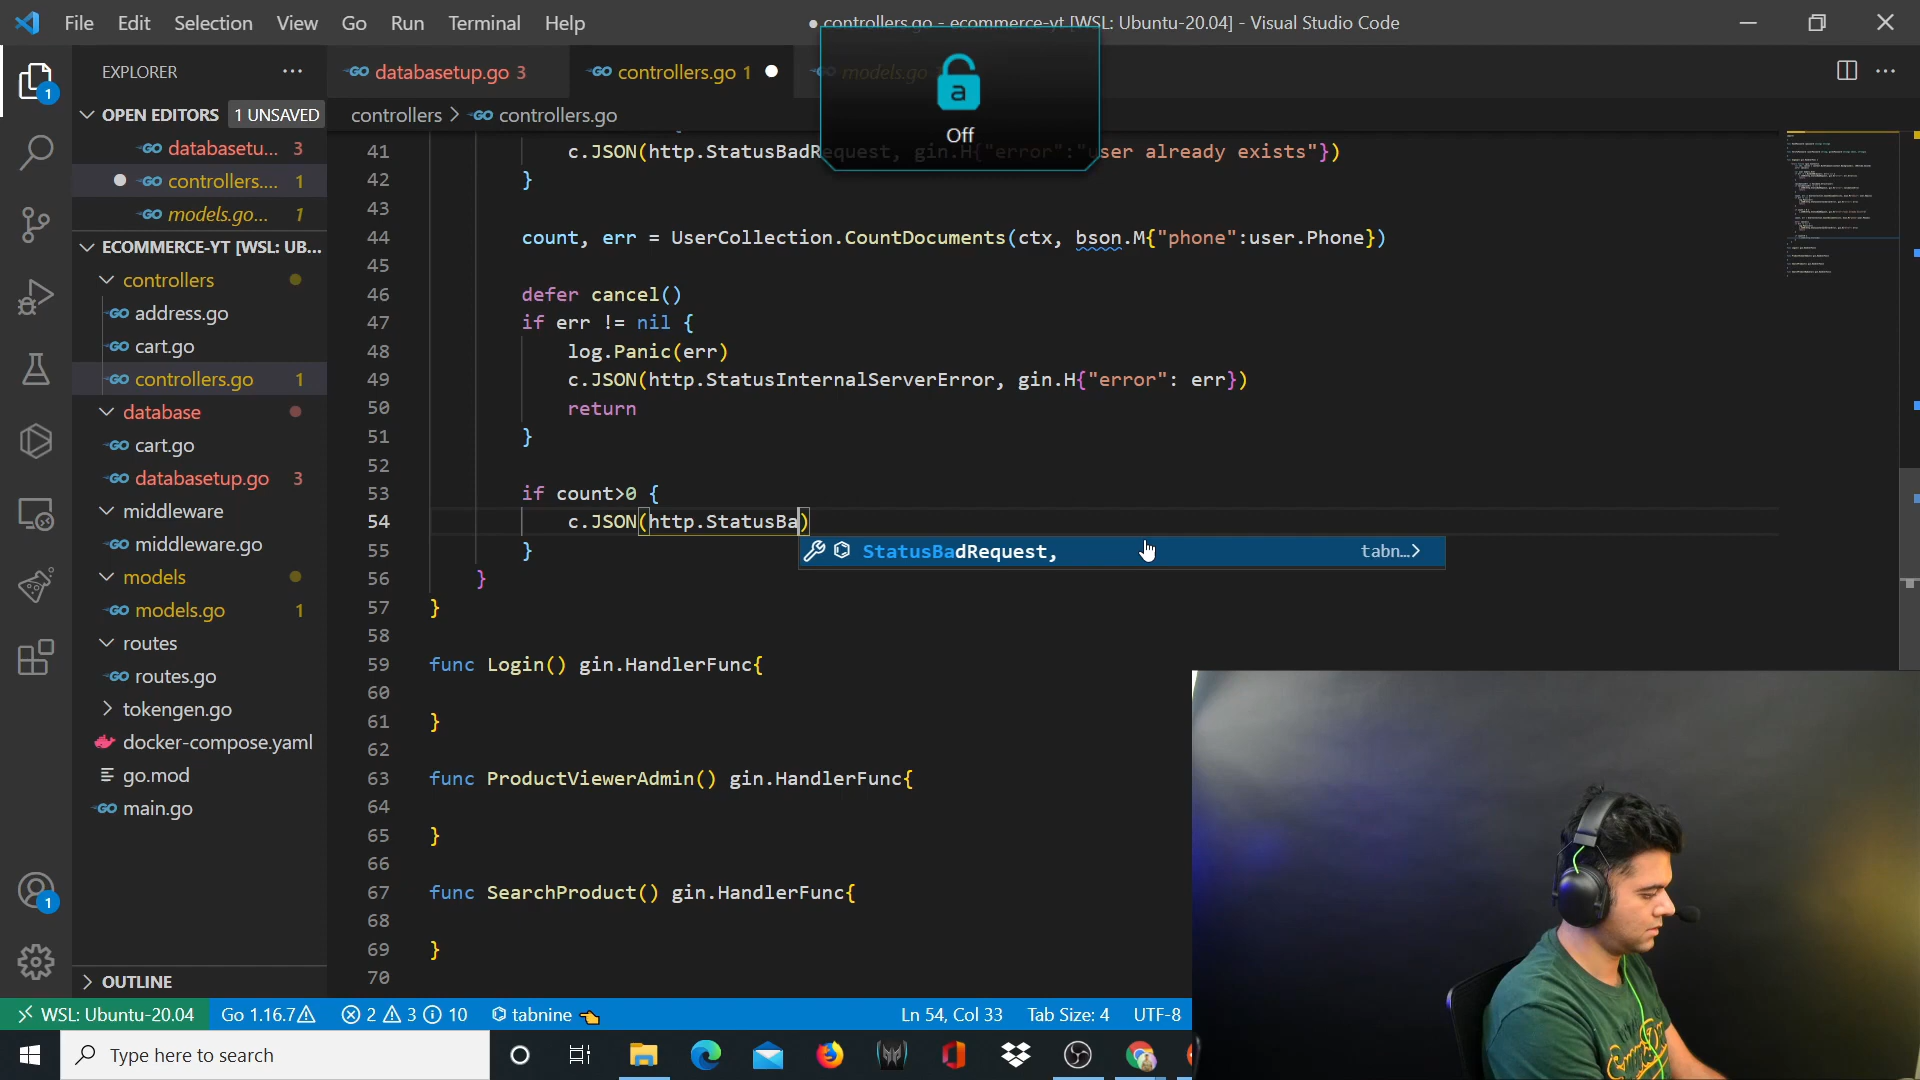 File Edit Selection View Go Run Terminal Help
● controllers.go - ecommerce-yt [WSL: Ubuntu-20.04] - Visual Studio Code
EXPLORER
databasetup.go 3
controllers.go 1
models.go
a
Off
OPEN EDITORS 1 UNSAVED
databasetu... 3
controllers.... 1
models.go... 1
controllers > controllers.go
ECOMMERCE-YT [WSL: UB...
controllers
address.go
cart.go
controllers.go 1
database
cart.go
databasetup.go 3
middleware
middleware.go
models
models.go 1
routes
routes.go
tokengen.go
docker-compose.yaml
go.mod
main.go
OUTLINE
41 c.JSON(http.StatusBadRequest, gin.H{"error":"user already exists"})
42 }
43
44 count, err = UserCollection.CountDocuments(ctx, bson.M{"phone":user.Phone})
45
46 defer cancel()
47 if err != nil {
48 log.Panic(err)
49 c.JSON(http.StatusInternalServerError, gin.H{"error": err})
50 return
51 }
52
53 if count>0 {
54 c.JSON(http.StatusBa)
StatusBadRequest, tabn...>
55 }
56 }
57 }
58
59 func Login() gin.HandlerFunc{
60
61 }
62
63 func ProductViewerAdmin() gin.HandlerFunc{
64
65 }
66
67 func SearchProduct() gin.HandlerFunc{
68
69 }
70
WSL: Ubuntu-20.04 Go 1.16.7 2 3 10 tabnine Ln 54, Col 33 Tab Size: 4 UTF-8
Type here to search